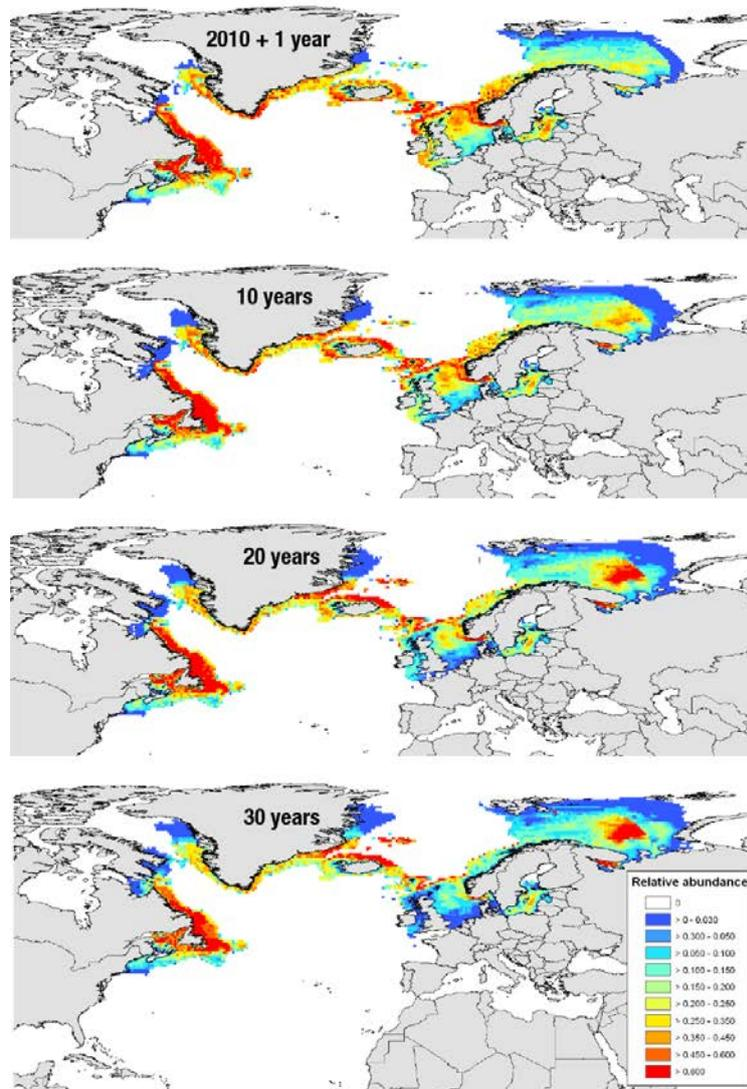 2010 + 1 year
10 years
20 years
30 years
Relative abundance
0
> 0 - 0.030
> 0.300 - 0.050
> 0.050 - 0.100
> 0.100 - 0.150
> 0.150 - 0.200
> 0.200 - 0.250
> 0.250 - 0.350
> 0.350 - 0.450
> 0.450 - 0.600
> 0.600